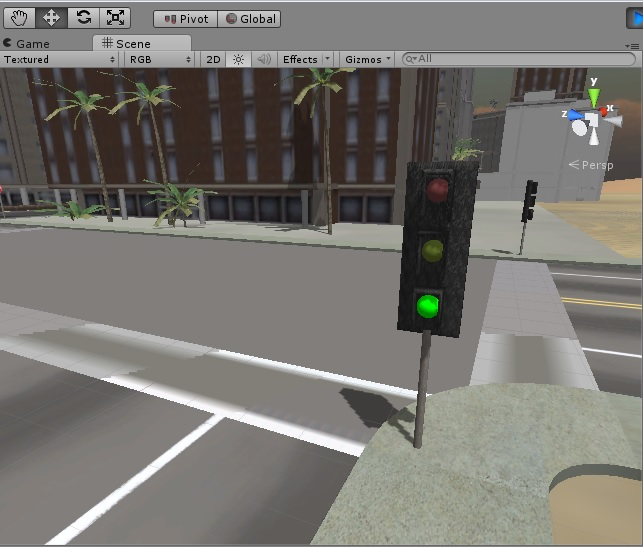 Pivot Global
Game Scene
Textured RGB 2D Effects Gizmos All
y
x
z
Persp